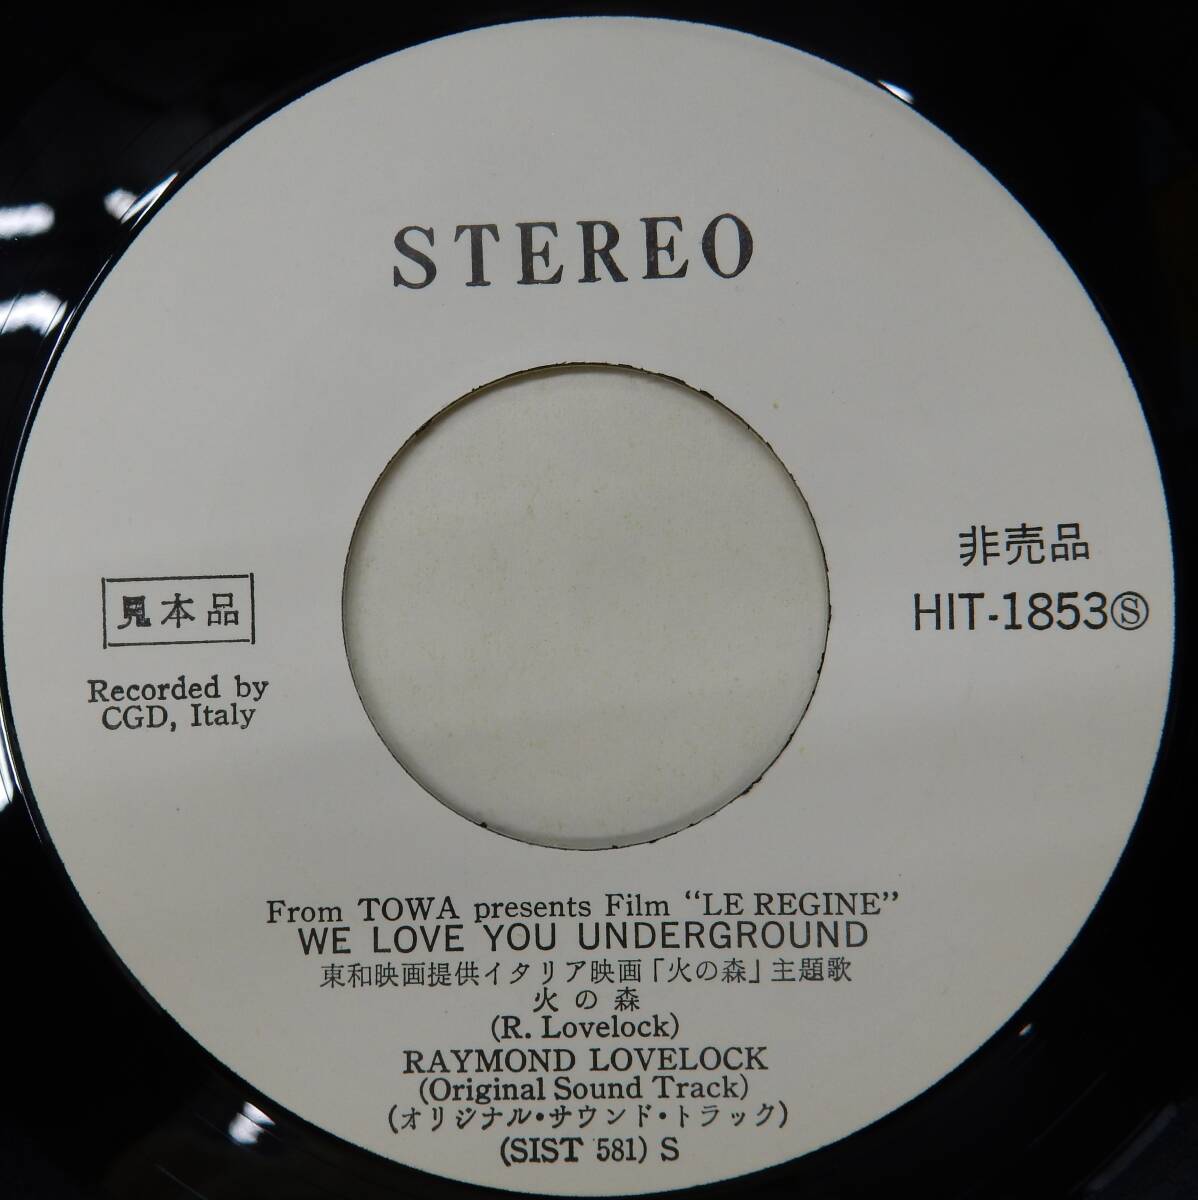 STEREO
非売品
HIT-1853Ⓢ
見本品
Recorded by
CGD, Italy
From TOWA presents Film “LE REGINE”
WE LOVE YOU UNDERGROUND
東和映画提供イタリア映画「火の森」主題歌
火の森
(R. Lovelock)
RAYMOND LOVELOCK
(Original Sound Track)
(オリジナル・サウンド・トラック)
(SIST 581) S